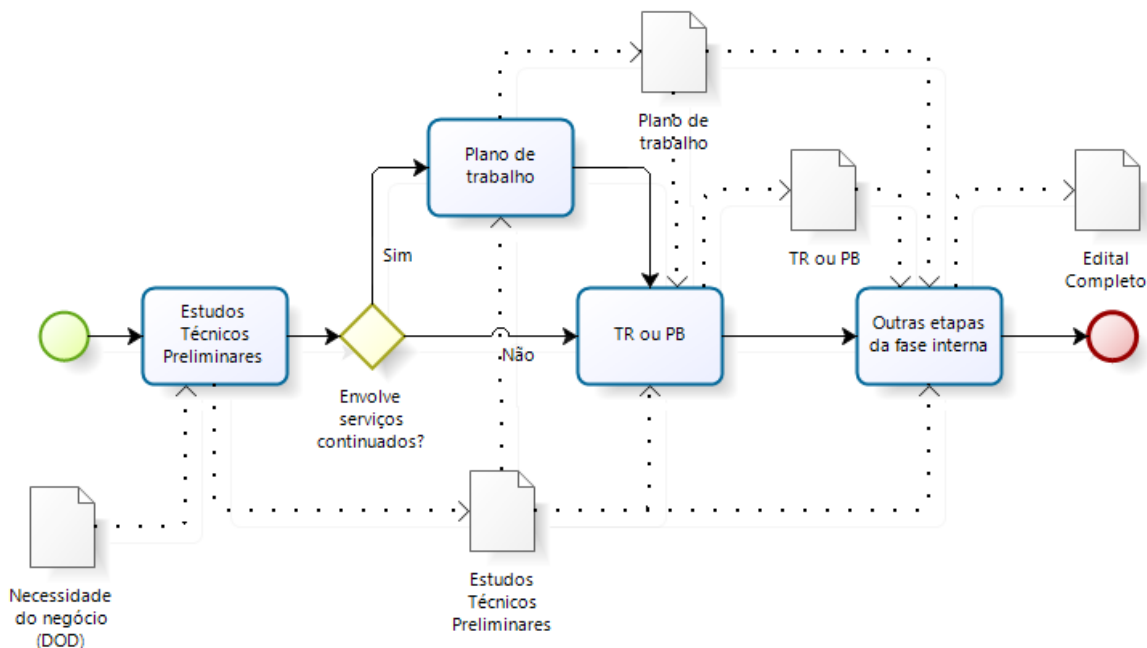 Plano de
trabalho
Plano de
trabalho
TR ou PB
Edital
Completo
Sim
Estudos
Técnicos
Preliminares
Não
TR ou PB
Outras etapas
da fase interna
Envolve
serviços
continuados?
Necessidade
do negócio
(DOD)
Estudos
Técnicos
Preliminares